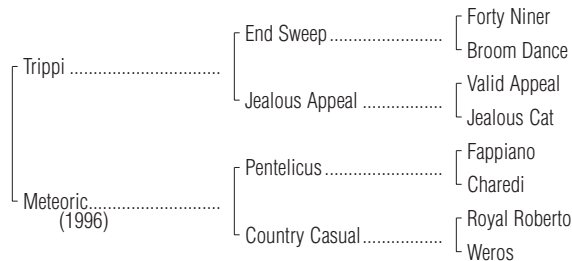 Forty Niner
End Sweep
Broom Dance
Trippi
Valid Appeal
Jealous Appeal
Jealous Cat
Fappiano
Pentelicus
Charedi
Meteoric
(1996)
Royal Roberto
Country Casual
Weros